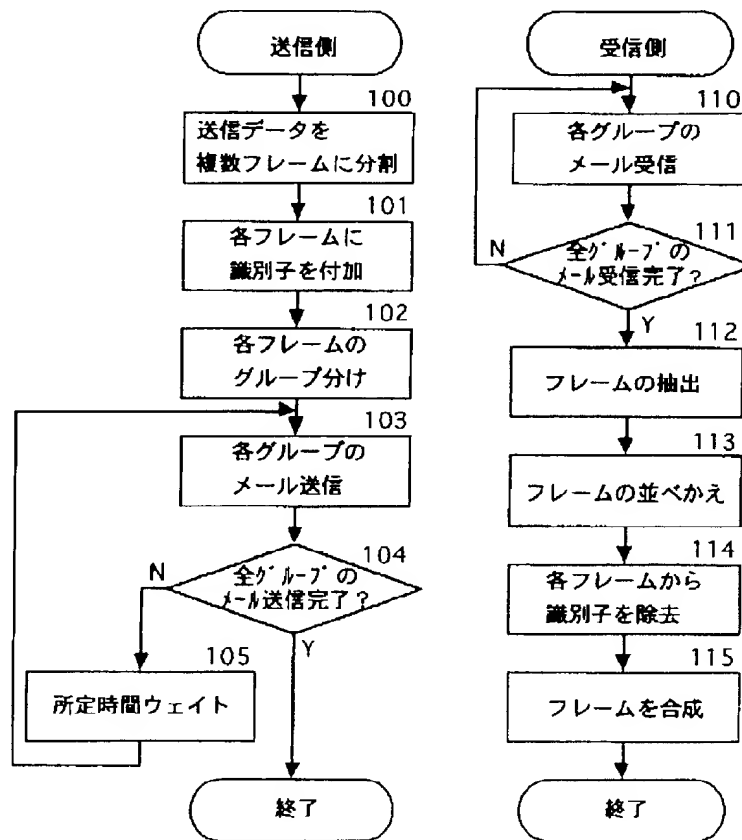 送信側
100
送信データを
複数フレームに分割
101
各フレームに
識別子を付加
102
各フレームの
グループ分け
103
各グループの
メール送信
104
全グループの
メール送信完了?
N
Y
105
所定時間ウェイト
終了
受信側
110
各グループの
メール受信
111
全グループの
メール受信完了?
N
Y
112
フレームの抽出
113
フレームの並べかえ
114
各フレームから
識別子を除去
115
フレームを合成
終了